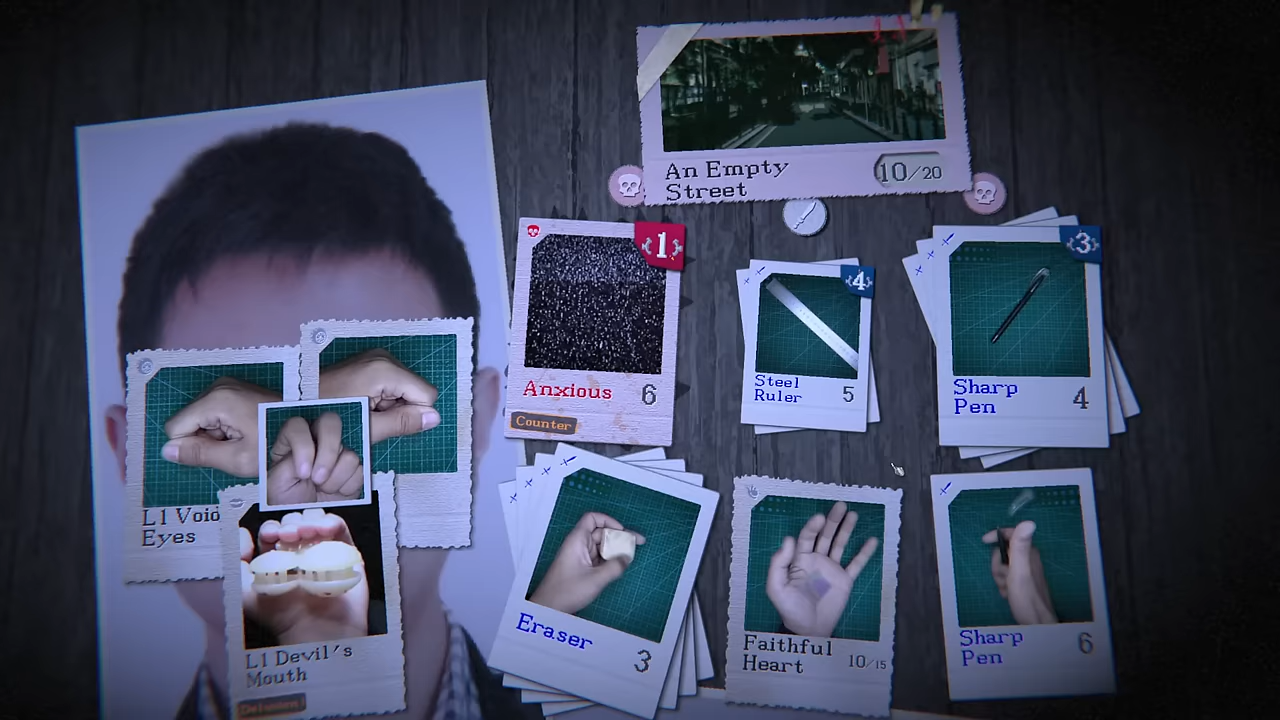 An Empty
Street
10/20
1
Anxious 6
Counter
4
Steel
Ruler 5
3
Sharp
Pen 4
L1 Void
Eyes
L1 Devil's
Mouth
Eraser
3
Faithful
Heart 10/15
Sharp
Pen 6